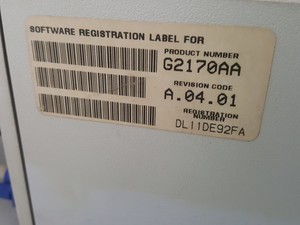 SOFTWARE REGISTRATION LABEL FOR
PRODUCT NUMBER
G2170AA
REVISION CODE
A.04.01
REGISTRATION
NUMBER
DL11DE92FA